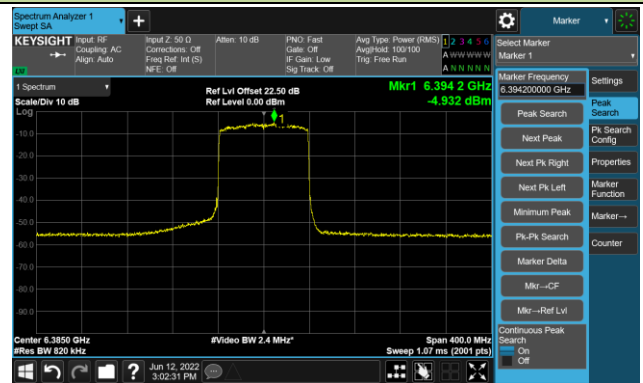 Spectrum Analyzer 1
Swept SA
+
Marker
KEYSIGHT
Input: RF
Coupling: AC
Align: Auto
Input Z: 50 Ω
Corrections: Off
Freq Ref: Int (S)
NFE: Off
Atten: 10 dB
PNO: Fast
Gate: Off
IF Gain: Low
Sig Track: Off
Avg Type: Power (RMS)
Avg|Hold: 100/100
Trig: Free Run
1 2 3 4 5 6
A W W W W W
A N N N N N
LXI
Select Marker
Marker 1
1 Spectrum
Scale/Div 10 dB
Log
Ref Lvl Offset 22.50 dB
Ref Level 0.00 dBm
Mkr1 6.394 2 GHz
-4.932 dBm
1
-10.0
-20.0
-30.0
-40.0
-50.0
-60.0
-70.0
-80.0
-90.0
Center 6.3850 GHz
#Res BW 820 kHz
#Video BW 2.4 MHz*
Span 400.0 MHz
Sweep 1.07 ms (2001 pts)
Marker Frequency
6.394200000 GHz
Peak Search
Next Peak
Next Pk Right
Next Pk Left
Minimum Peak
Pk-Pk Search
Marker Delta
Mkr→CF
Mkr→Ref Lvl
Continuous Peak
Search
On
Off
Settings
Peak
Search
Pk Search
Config
Properties
Marker
Function
Marker→
Counter
?
Jun 12, 2022
3:02:31 PM